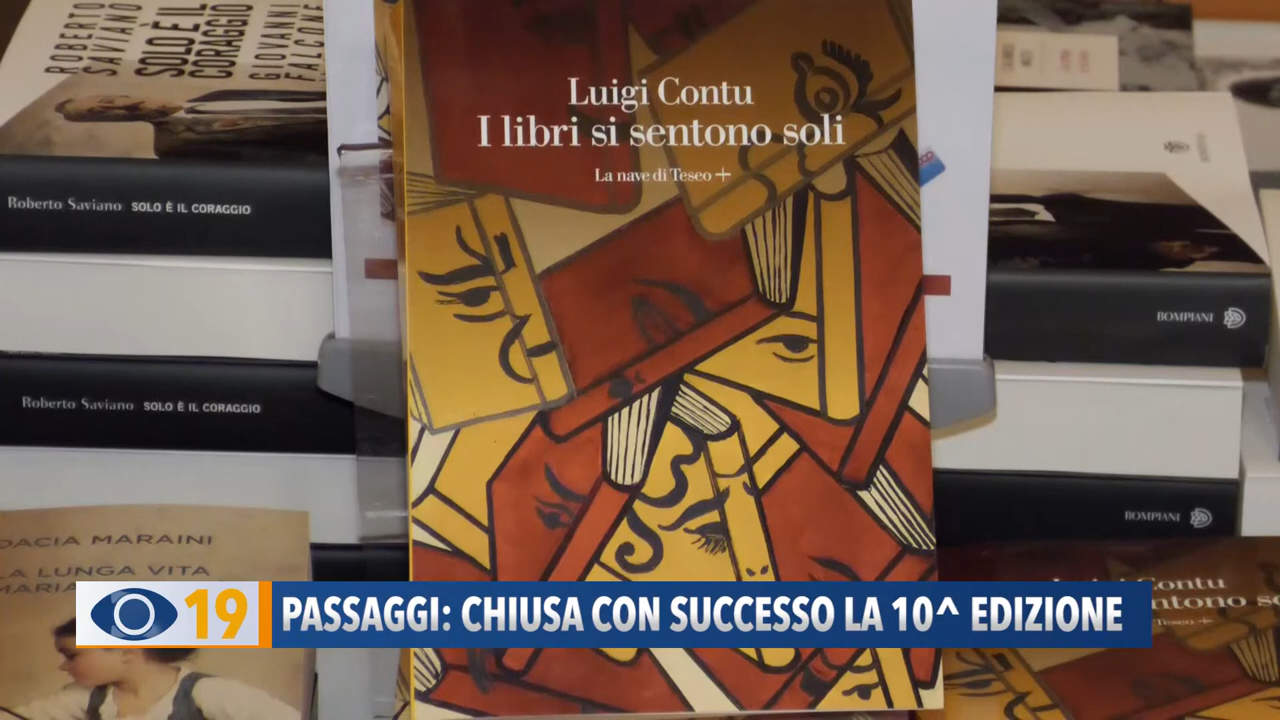 ROBERTO
SAVIANO
SOLO È IL
CORAGGIO
GIOVANNI
FALCONE
Luigi Contu
I libri si sentono soli
La nave di Teseo +
Roberto Saviano SOLO È IL CORAGGIO
BOMPIANI
Roberto Saviano SOLO È IL CORAGGIO
BOMPIANI
DACIA MARAINI
LA LUNGA VITA
MARIA
Luigi Contu
Teseo +
19
PASSAGGI: CHIUSA CON SUCCESSO LA 10^ EDIZIONE